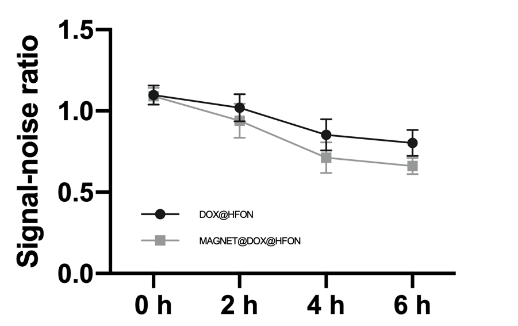 Signal-noise ratio
1.5
1.0
0.5
0.0
DOX@HFON
MAGNET@DOX@HFON
0 h 2 h 4 h 6 h